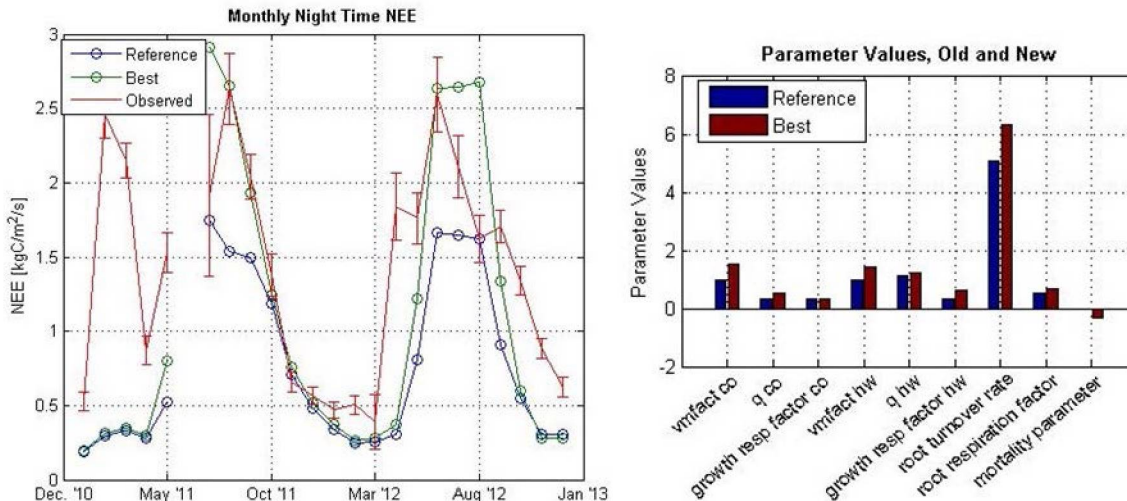 Monthly Night Time NEE
NEE [kgC/m²/s]
3
2.5
2
1.5
1
0.5
0
Reference
Best
Observed
Dec. '10
May '11
Oct '11
Mar '12
Aug '12
Jan '13
Parameter Values, Old and New
Parameter Values
8
6
4
2
0
-2
Reference
Best
vmfact co
q co
growth resp factor co
vmfact hw
q hw
growth resp factor hw
root turnover rate
root respiration factor
mortality parameter